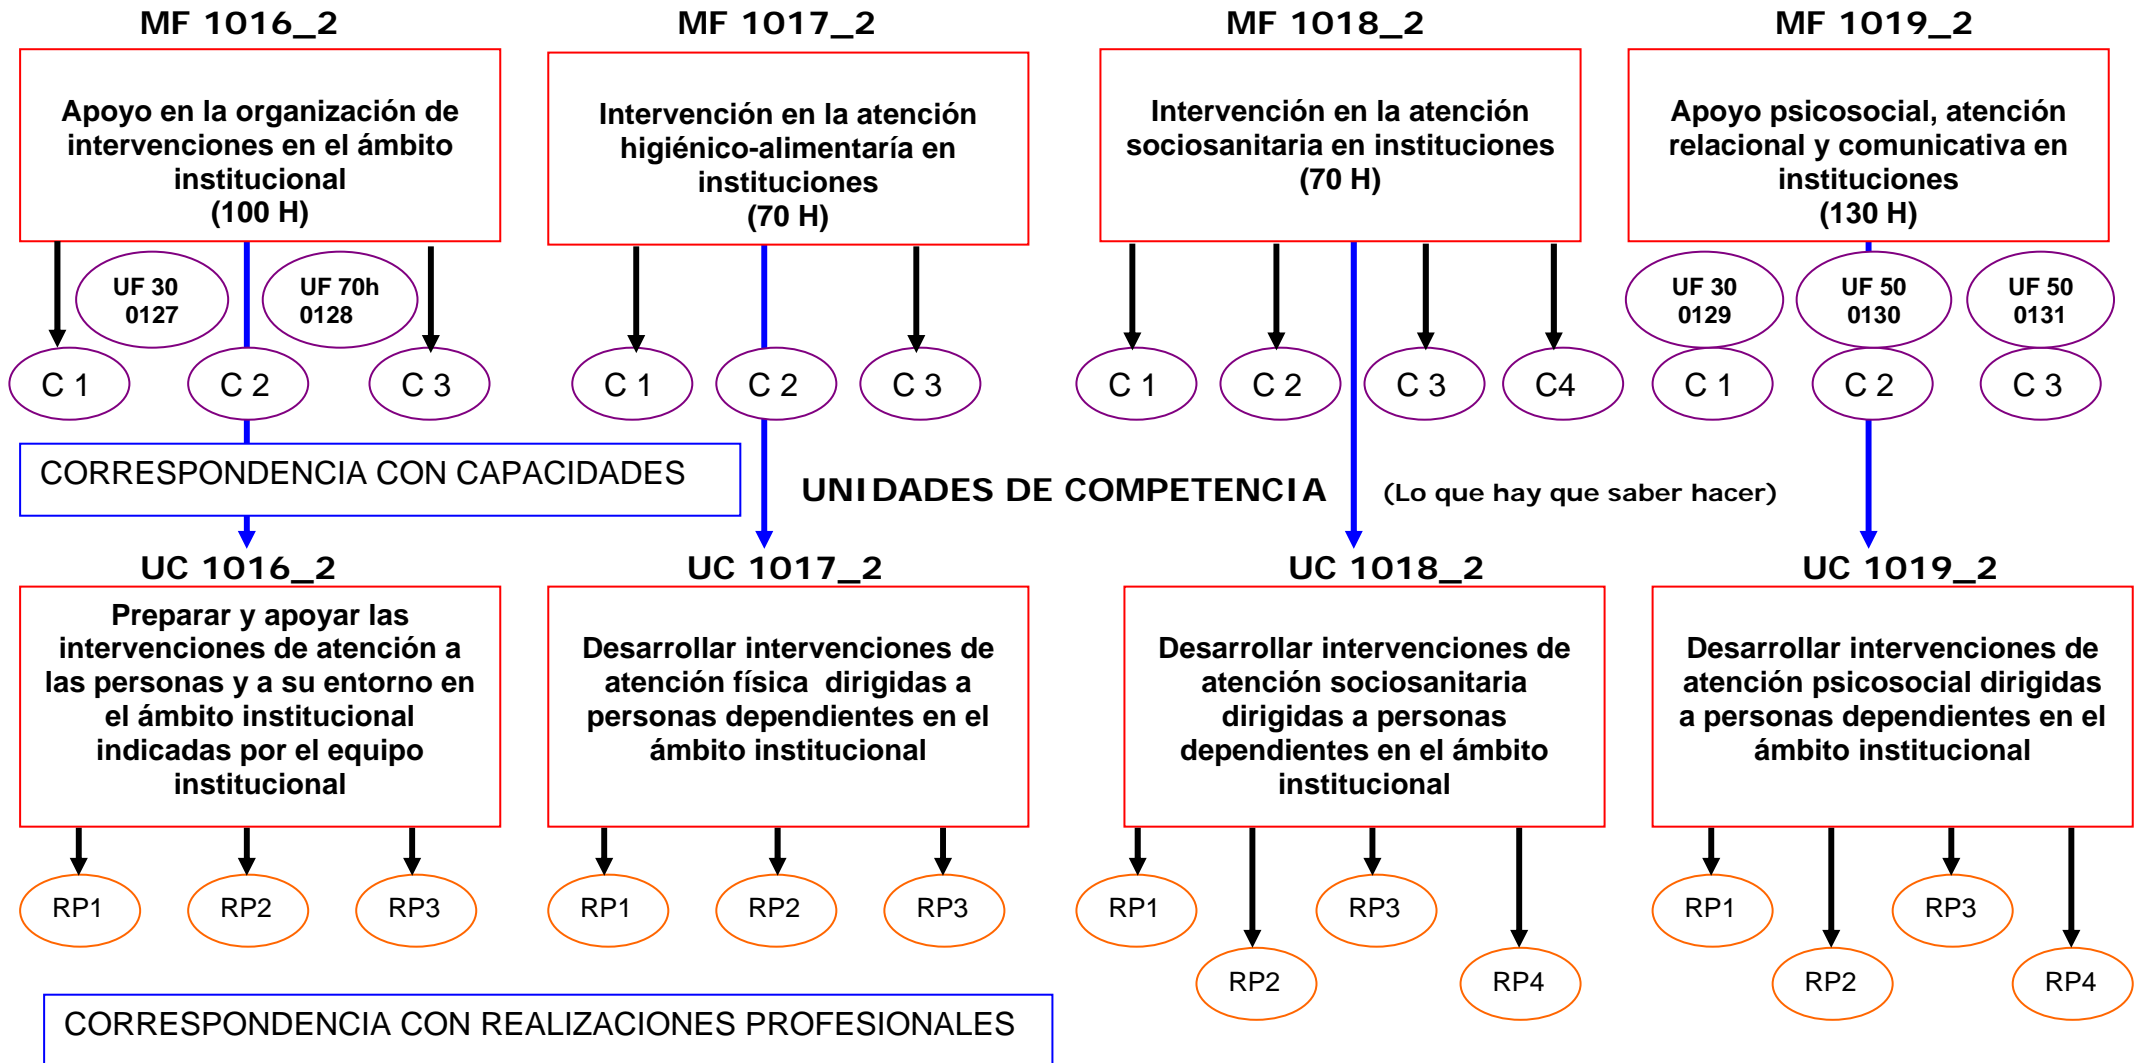 MF 1016_2
MF 1017_2
MF 1018_2
MF 1019_2
Apoyo en la organización de
intervenciones en el ámbito
institucional
(100 H)
Intervención en la atención
higiénico-alimentaría en
instituciones
(70 H)
Intervención en la atención
sociosanitaria en instituciones
(70 H)
Apoyo psicosocial, atención
relacional y comunicativa en
instituciones
(130 H)
UF 30
0127
UF 70h
0128
UF 30
0129
UF 50
0130
UF 50
0131
C 1
C 2
C 3
C 1
C 2
C 3
C 1
C 2
C 3
C4
C 1
C 2
C 3
CORRESPONDENCIA CON CAPACIDADES
UNIDADES DE COMPETENCIA (Lo que hay que saber hacer)
UC 1016_2
UC 1017_2
UC 1018_2
UC 1019_2
Preparar y apoyar las
intervenciones de atención a
las personas y a su entorno en
el ámbito institucional
indicadas por el equipo
institucional
Desarrollar intervenciones de
atención física dirigidas a
personas dependientes en el
ámbito institucional
Desarrollar intervenciones de
atención sociosanitaria
dirigidas a personas
dependientes en el ámbito
institucional
Desarrollar intervenciones de
atención psicosocial dirigidas
a personas dependientes en el
ámbito institucional
RP1
RP2
RP3
RP1
RP2
RP3
RP1
RP2
RP3
RP4
RP1
RP2
RP3
RP4
CORRESPONDENCIA CON REALIZACIONES PROFESIONALES